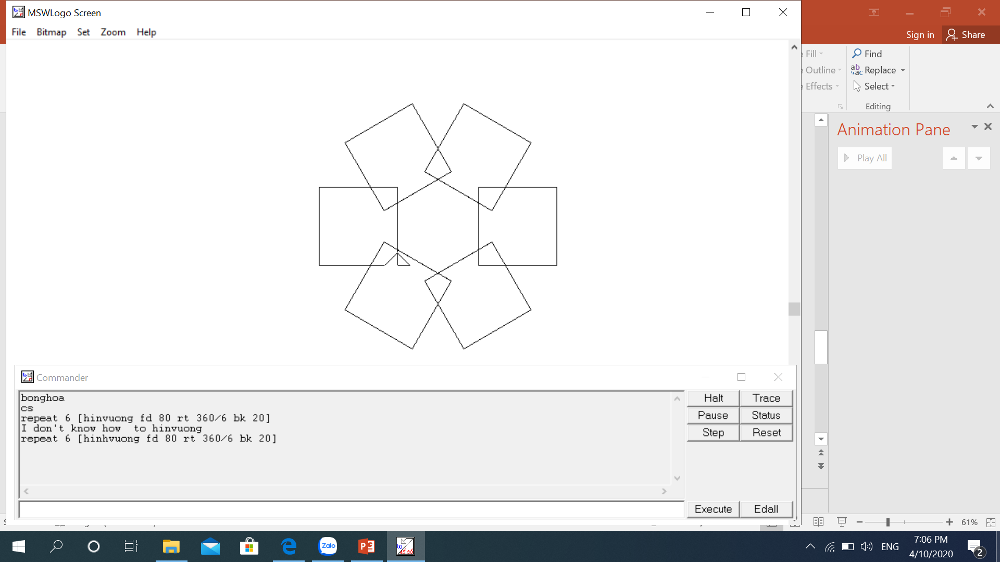 MSWLogo Screen
File Bitmap Set Zoom Help
Sign in Share
Fill Find
Outline Replace
Effects Select
Editing
Animation Pane
Play All
Commander
bonghoa
cs
repeat 6 [hinvuong fd 80 rt 360/6 bk 20]
I don't know how  to hinvuong
repeat 6 [hinhvuong fd 80 rt 360/6 bk 20]
Halt Trace
Pause Status
Step Reset
Execute Edall
61%
Zalo
ENG
7:06 PM
4/10/2020
2